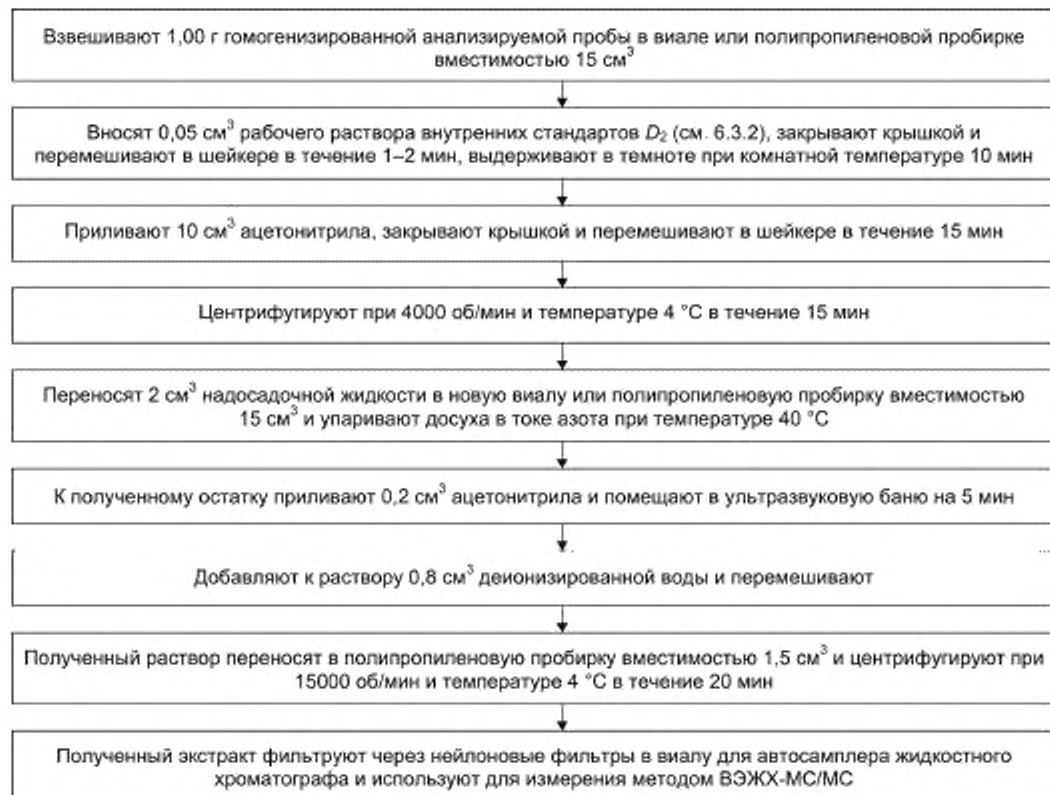 Взвешивают 1,00 г гомогенизированной анализируемой пробы в виале или полипропиленовой пробирке
вместимостью 15 см³
Вносят 0,05 см³ рабочего раствора внутренних стандартов D₂ (см. 6.3.2), закрывают крышкой и
перемешивают в шейкере в течение 1–2 мин, выдерживают в темноте при комнатной температуре 10 мин
Приливают 10 см³ ацетонитрила, закрывают крышкой и перемешивают в шейкере в течение 15 мин
Центрифугируют при 4000 об/мин и температуре 4 °С в течение 15 мин
Переносят 2 см³ надосадочной жидкости в новую виалу или полипропиленовую пробирку вместимостью
15 см³ и упаривают досуха в токе азота при температуре 40 °С
К полученному остатку приливают 0,2 см³ ацетонитрила и помещают в ультразвуковую баню на 5 мин
Добавляют к раствору 0,8 см³ деионизированной воды и перемешивают
Полученный раствор переносят в полипропиленовую пробирку вместимостью 1,5 см³ и центрифугируют при
15000 об/мин и температуре 4 °С в течение 20 мин
Полученный экстракт фильтруют через нейлоновые фильтры в виалу для автосамплера жидкостного
хроматографа и используют для измерения методом ВЭЖХ-МС/МС